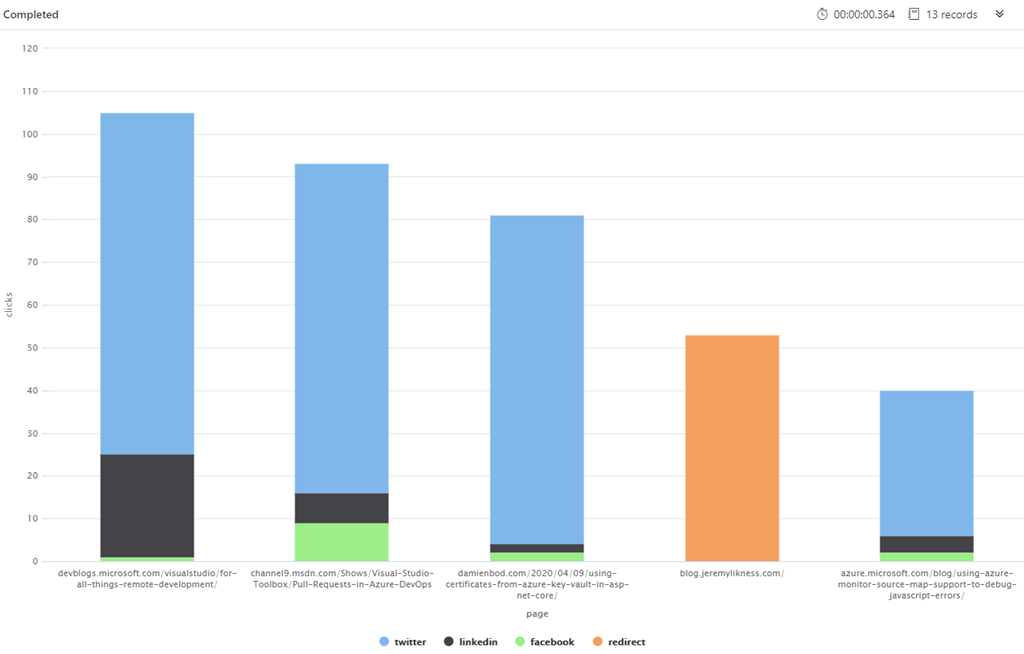 Completed
00:00:00.364
13 records
120
110
100
90
80
70
60
50
40
30
20
10
0
clicks
devblogs.microsoft.com/visualstudio/for-
all-things-remote-development/
channel9.msdn.com/Shows/Visual-Studio-
Toolbox/Pull-Requests-in-Azure-DevOps
damienbod.com/2020/04/09/using-
certificates-from-azure-key-vault-in-asp-
net-core/
blog.jeremylikness.com/
azure.microsoft.com/blog/using-azure-
monitor-source-map-support-to-debug-
javascript-errors/
page
twitter
linkedin
facebook
redirect